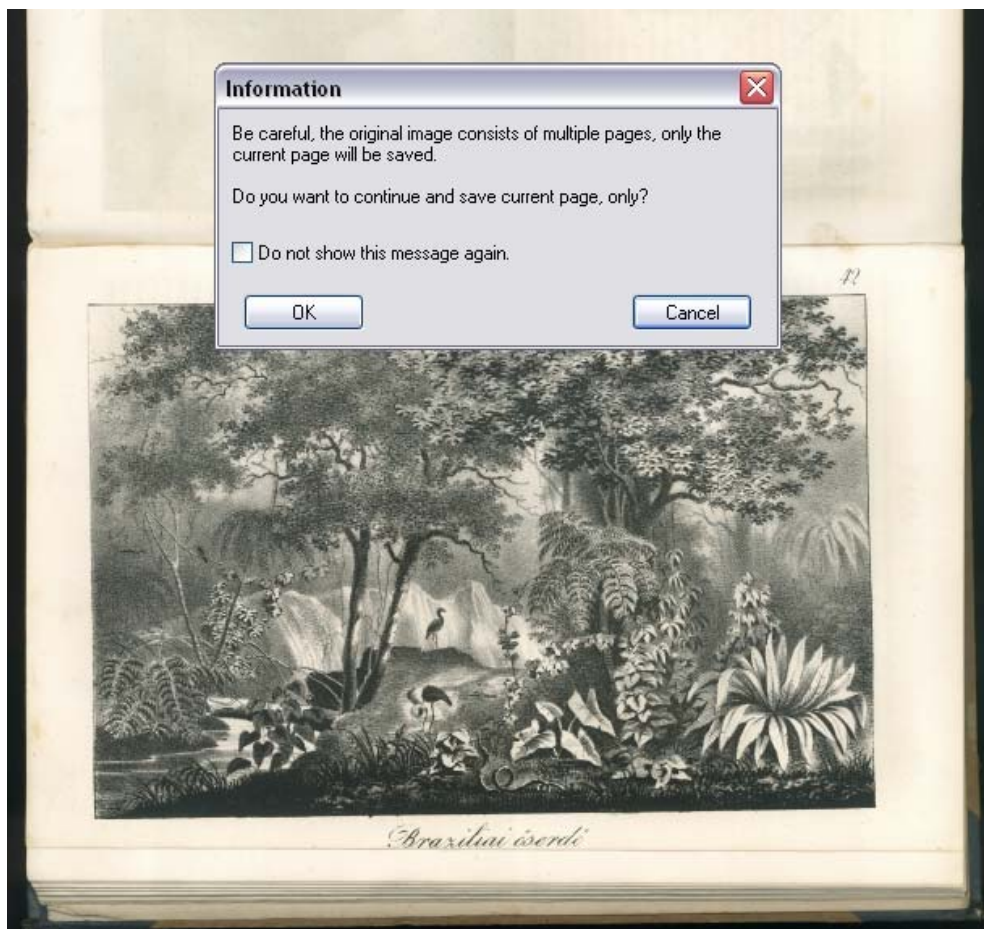 Information
Be careful, the original image consists of multiple pages, only the
current page will be saved.
Do you want to continue and save current page, only?
Do not show this message again.
OK
Cancel
42
Braziliai őserdő